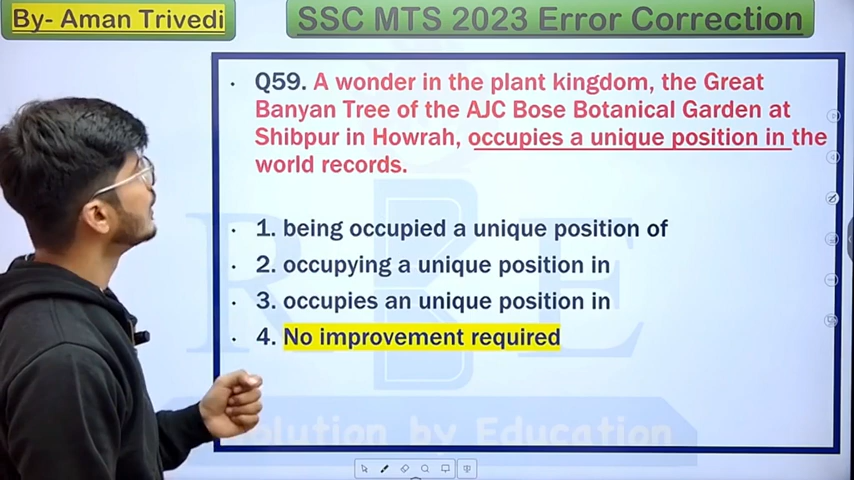 By- Aman Trivedi
SSC MTS 2023 Error Correction
Q59. A wonder in the plant kingdom, the Great
Banyan Tree of the AJC Bose Botanical Garden at
Shibpur in Howrah, occupies a unique position in the
world records.
1. being occupied a unique position of
2. occupying a unique position in
3. occupies an unique position in
4. No improvement required
RBE
Solution by Education